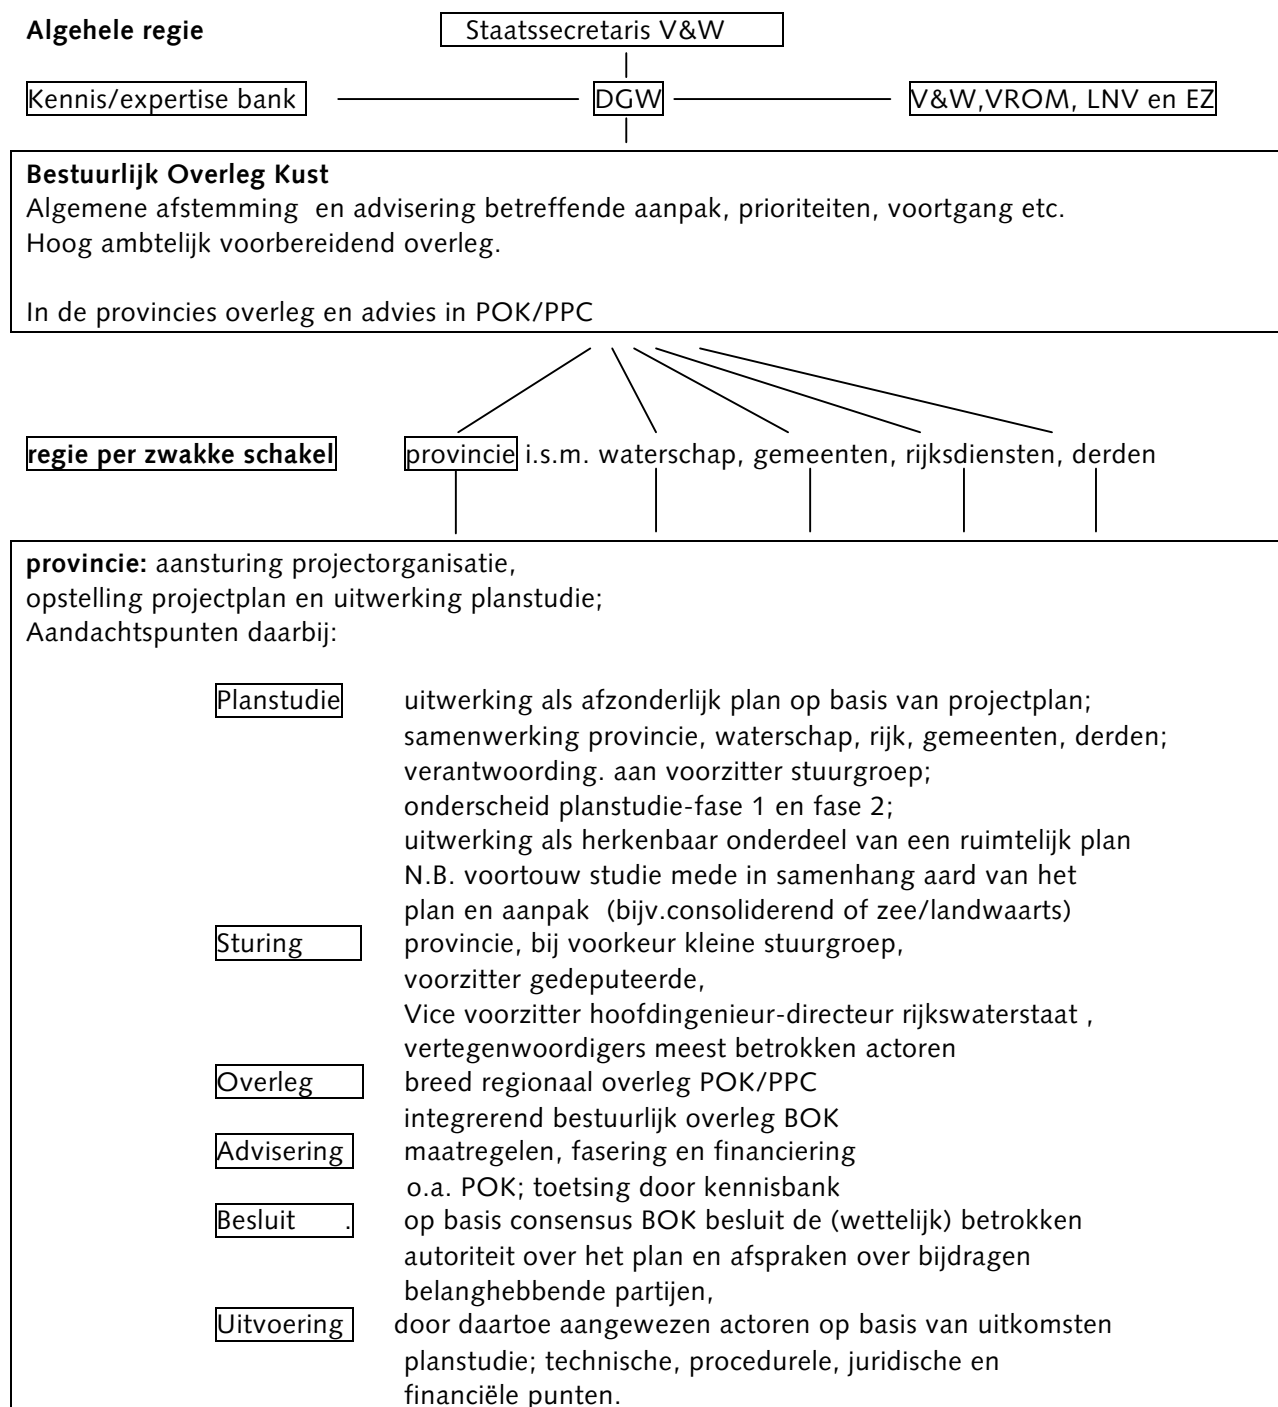 Algehele regie Staatssecretaris V&W
Kennis/expertise bank DGW V&W,VROM, LNV en EZ
Bestuurlijk Overleg Kust
Algemene afstemming en advisering betreffende aanpak, prioriteiten, voortgang etc.
Hoog ambtelijk voorbereidend overleg.
In de provincies overleg en advies in POK/PPC
regie per zwakke schakel provincie i.s.m. waterschap, gemeenten, rijksdiensten, derden
provincie: aansturing projectorganisatie,
opstelling projectplan en uitwerking planstudie;
Aandachtspunten daarbij:
Planstudie uitwerking als afzonderlijk plan op basis van projectplan;
samenwerking provincie, waterschap, rijk, gemeenten, derden;
verantwoording. aan voorzitter stuurgroep;
onderscheid planstudie-fase 1 en fase 2;
uitwerking als herkenbaar onderdeel van een ruimtelijk plan
N.B. voortouw studie mede in samenhang aard van het
plan en aanpak (bijv.consoliderend of zee/landwaarts)
Sturing provincie, bij voorkeur kleine stuurgroep,
voorzitter gedeputeerde,
Vice voorzitter hoofdingenieur-directeur rijkswaterstaat ,
vertegenwoordigers meest betrokken actoren
Overleg breed regionaal overleg POK/PPC
integrerend bestuurlijk overleg BOK
Advisering maatregelen, fasering en financiering
o.a. POK; toetsing door kennisbank
Besluit . op basis consensus BOK besluit de (wettelijk) betrokken
autoriteit over het plan en afspraken over bijdragen
belanghebbende partijen,
Uitvoering door daartoe aangewezen actoren op basis van uitkomsten
planstudie; technische, procedurele, juridische en
financiële punten.